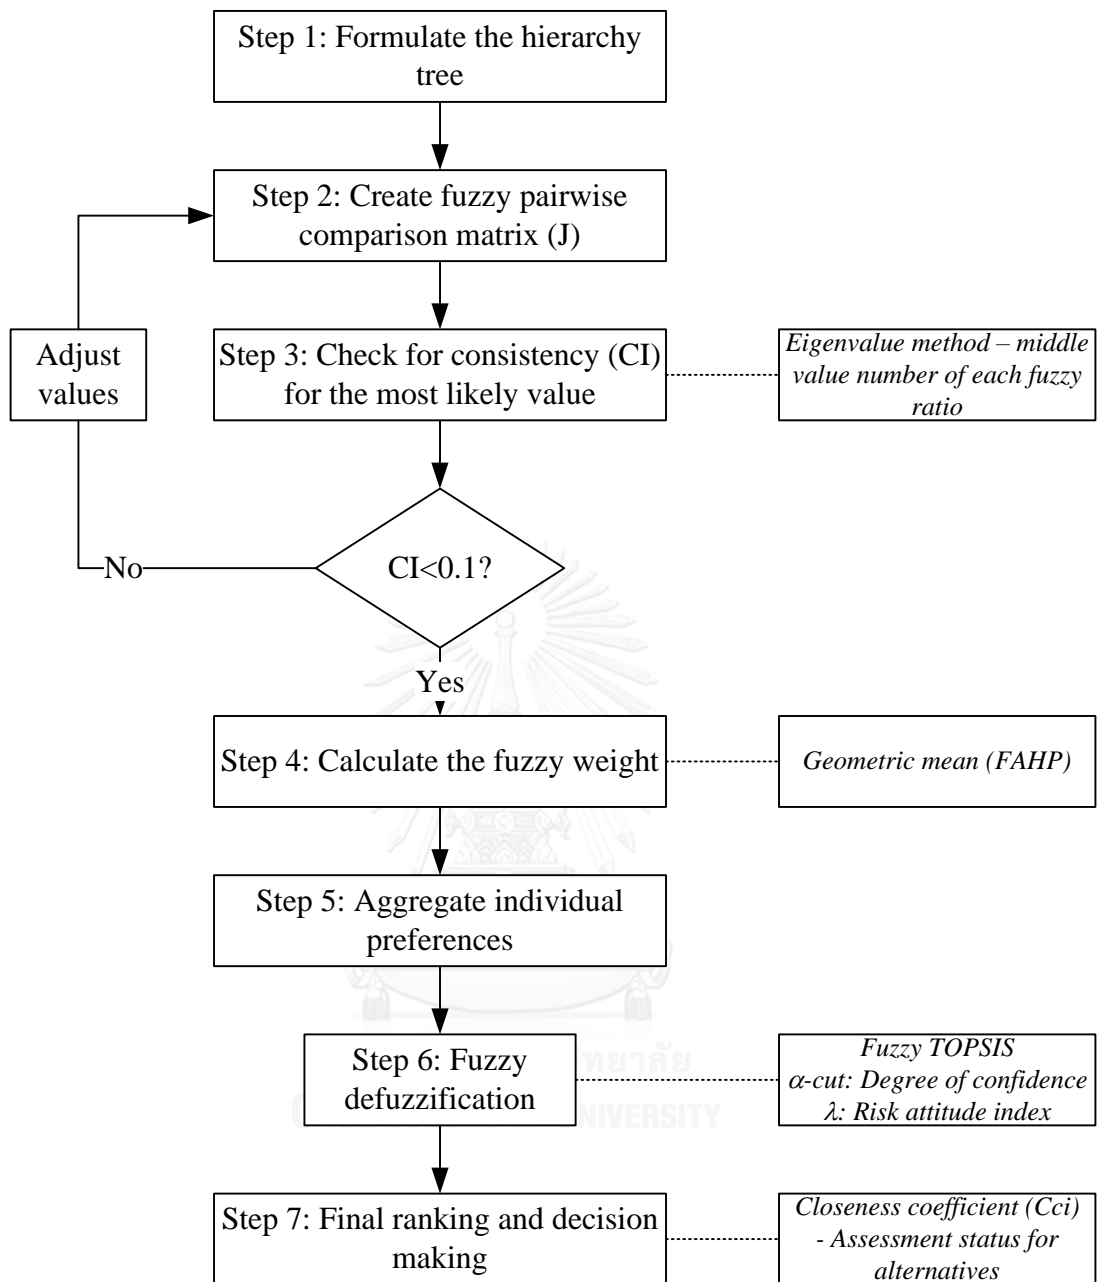 Step 1: Formulate the hierarchy
tree
Step 2: Create fuzzy pairwise
comparison matrix (J)
Adjust
values
Step 3: Check for consistency (CI)
for the most likely value
Eigenvalue method – middle
value number of each fuzzy
ratio
CI<0.1?
No
Yes
Step 4: Calculate the fuzzy weight
Geometric mean (FAHP)
Step 5: Aggregate individual
preferences
Step 6: Fuzzy
defuzzification
Fuzzy TOPSIS
α-cut: Degree of confidence
λ: Risk attitude index
Step 7: Final ranking and decision
making
Closeness coefficient (Cci)
- Assessment status for
alternatives